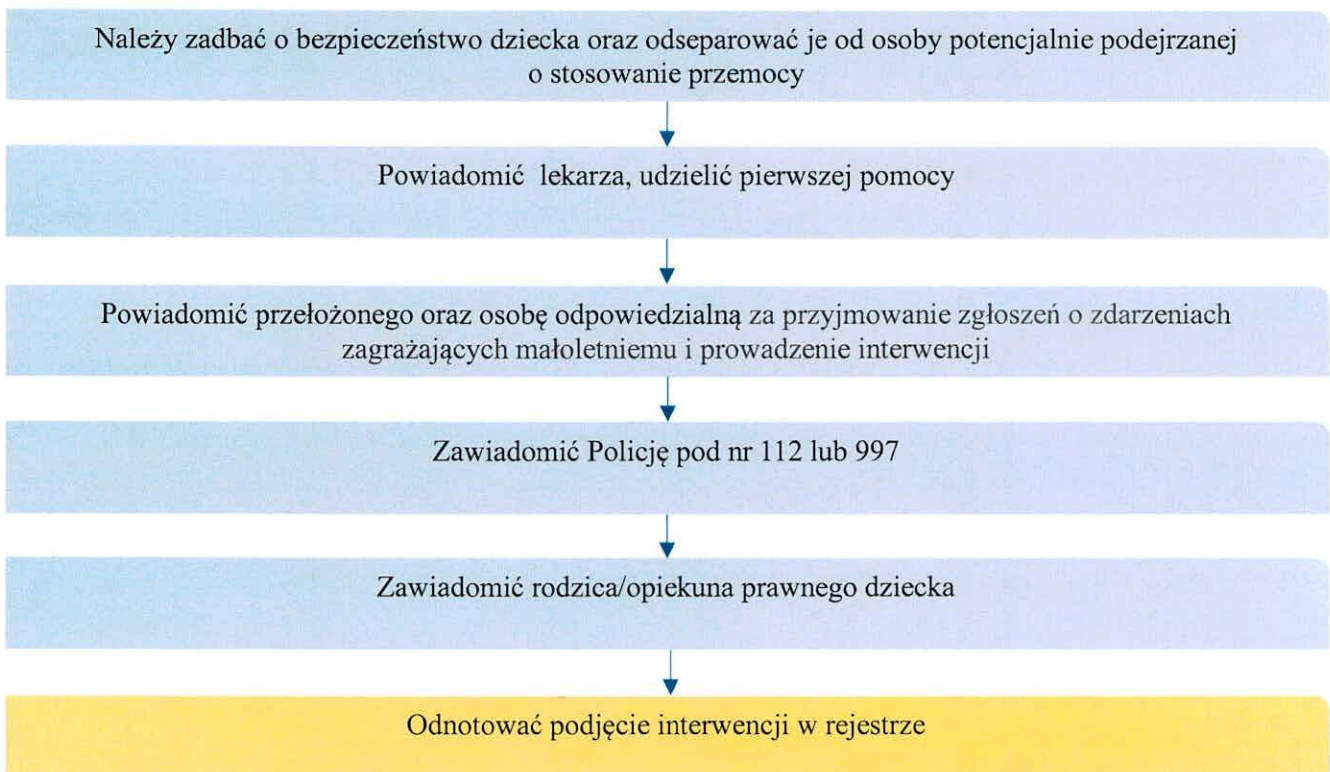 Należy zadbać o bezpieczeństwo dziecka oraz odseparować je od osoby potencjalnie podejrzanej
o stosowanie przemocy
Powiadomić lekarza, udzielić pierwszej pomocy
Powiadomić przełożonego oraz osobę odpowiedzialną za przyjmowanie zgłoszeń o zdarzeniach
zagrażających małoletniemu i prowadzenie interwencji
Zawiadomić Policję pod nr 112 lub 997
Zawiadomić rodzica/opiekuna prawnego dziecka
Odnotować podjęcie interwencji w rejestrze